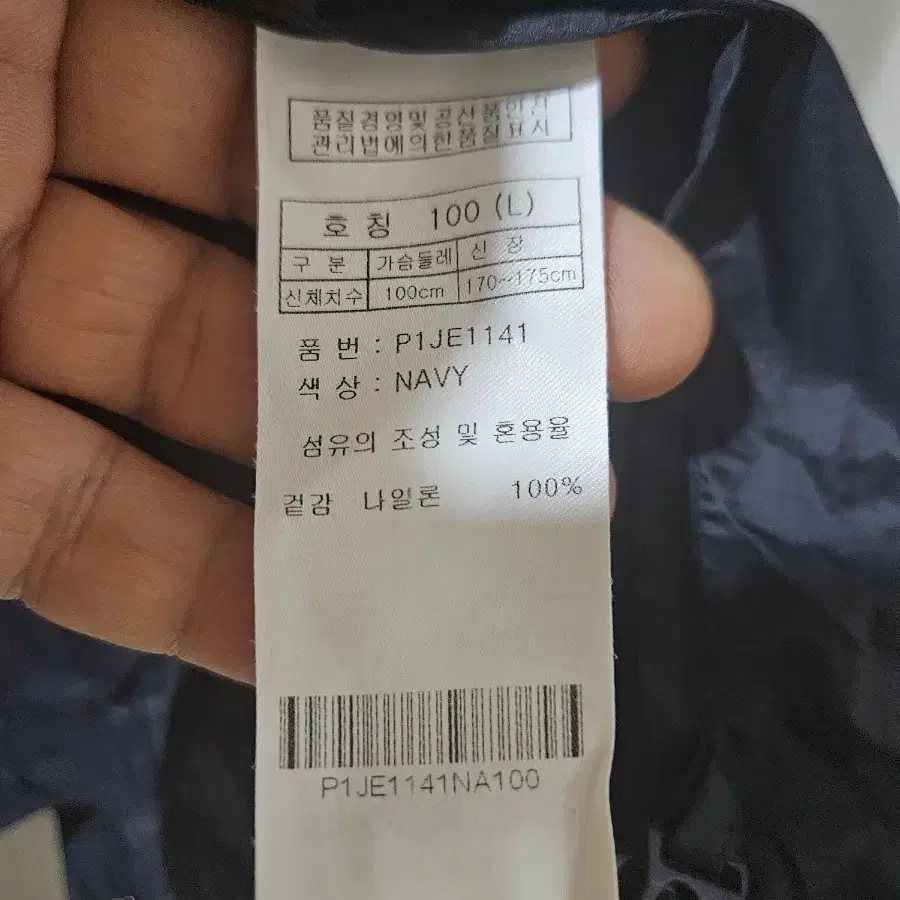 품질경영및공산품안전
관리법에의한품질표시
호 칭 100 (L)
구 분 가슴둘레 신 장
신체치수 100cm 170~175cm
품 번 : P1JE1141
색 상 : NAVY
섬유의 조성 및 혼용율
겉감 나일론 100%
P1JE1141NA100